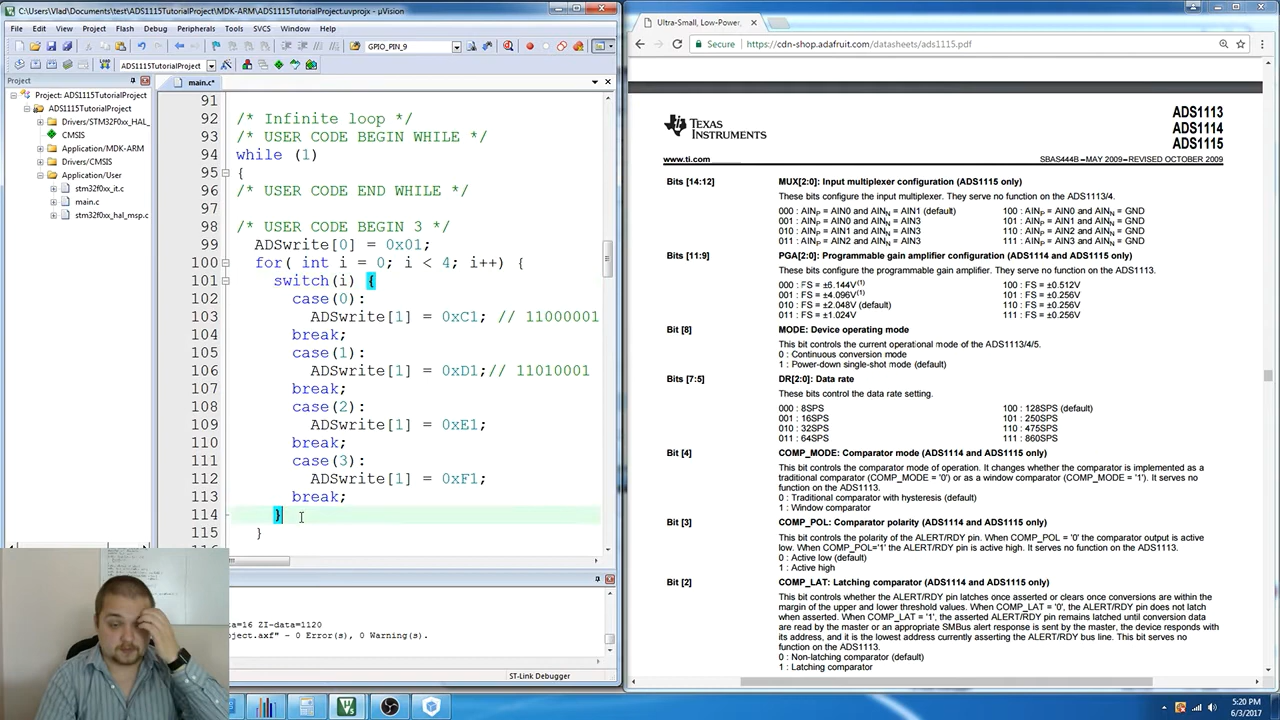 C:\Users\Vlad\Documents\test\ADS1115TutorialProject\MDK-ARM\ADS1115TutorialProject.uvprojx - µVision
File Edit View Project Flash Debug Peripherals Tools SVCS Window Help
GPIO_PIN_9
ADS1115TutorialProject
Project
Project: ADS1115TutorialProject
ADS1115TutorialProject
Drivers/STM32F0xx_HAL_
CMSIS
Application/MDK-ARM
Drivers/CMSIS
Application/User
stm32f0xx_it.c
main.c
stm32f0xx_hal_msp.c
main.c*
91
92 /* Infinite loop */
93 /* USER CODE BEGIN WHILE */
94 while (1)
95 {
96 /* USER CODE END WHILE */
97
98 /* USER CODE BEGIN 3 */
99 ADSwrite[0] = 0x01;
100 for( int i = 0; i < 4; i++) {
101 switch(i) {
102 case(0):
103 ADSwrite[1] = 0xC1; // 11000001
104 break;
105 case(1):
106 ADSwrite[1] = 0xD1;// 11010001
107 break;
108 case(2):
109 ADSwrite[1] = 0xE1;
110 break;
111 case(3):
112 ADSwrite[1] = 0xF1;
113 break;
114 }
115 }
ata=16 ZI-data=1120
oject.axf" - 0 Error(s), 0 Warning(s).
ST-Link Debugger
Ultra-Small, Low-Power,
Secure https://cdn-shop.adafruit.com/datasheets/ads1115.pdf
TEXAS INSTRUMENTS
ADS1113
ADS1114
ADS1115
www.ti.com SBAS444B – MAY 2009 – REVISED OCTOBER 2009
Bits [14:12] MUX[2:0]: Input multiplexer configuration (ADS1115 only)
These bits configure the input multiplexer. They serve no function on the ADS1113/4.
000 : AINP = AIN0 and AINN = AIN1 (default) 100 : AINP = AIN0 and AINN = GND
001 : AINP = AIN0 and AINN = AIN3 101 : AINP = AIN1 and AINN = GND
010 : AINP = AIN1 and AINN = AIN3 110 : AINP = AIN2 and AINN = GND
011 : AINP = AIN2 and AINN = AIN3 111 : AINP = AIN3 and AINN = GND
Bits [11:9] PGA[2:0]: Programmable gain amplifier configuration (ADS1114 and ADS1115 only)
These bits configure the programmable gain amplifier. They serve no function on the ADS1113.
000 : FS = ±6.144V(1) 100 : FS = ±0.512V
001 : FS = ±4.096V(1) 101 : FS = ±0.256V
010 : FS = ±2.048V (default) 110 : FS = ±0.256V
011 : FS = ±1.024V 111 : FS = ±0.256V
Bit [8] MODE: Device operating mode
This bit controls the current operational mode of the ADS1113/4/5.
0 : Continuous conversion mode
1 : Power-down single-shot mode (default)
Bits [7:5] DR[2:0]: Data rate
These bits control the data rate setting.
000 : 8SPS 100 : 128SPS (default)
001 : 16SPS 101 : 250SPS
010 : 32SPS 110 : 475SPS
011 : 64SPS 111 : 860SPS
Bit [4] COMP_MODE: Comparator mode (ADS1114 and ADS1115 only)
This bit controls the comparator mode of operation. It changes whether the comparator is implemented as a
traditional comparator (COMP_MODE = '0') or as a window comparator (COMP_MODE = '1'). It serves no
function on the ADS1113.
0 : Traditional comparator with hysteresis (default)
1 : Window comparator
Bit [3] COMP_POL: Comparator polarity (ADS1114 and ADS1115 only)
This bit controls the polarity of the ALERT/RDY pin. When COMP_POL = '0' the comparator output is active
low. When COMP_POL='1' the ALERT/RDY pin is active high. It serves no function on the ADS1113.
0 : Active low (default)
1 : Active high
Bit [2] COMP_LAT: Latching comparator (ADS1114 and ADS1115 only)
This bit controls whether the ALERT/RDY pin latches once asserted or clears once conversions are within the
margin of the upper and lower threshold values. When COMP_LAT = '0', the ALERT/RDY pin does not latch
when asserted. When COMP_LAT = '1', the asserted ALERT/RDY pin remains latched until conversion data
are read by the master or an appropriate SMBus alert response is sent by the master, the device responds with
its address, and it is the lowest address currently asserting the ALERT/RDY bus line. This bit serves no
function on the ADS1113.
0 : Non-latching comparator (default)
1 : Latching comparator
5:20 PM
6/3/2017